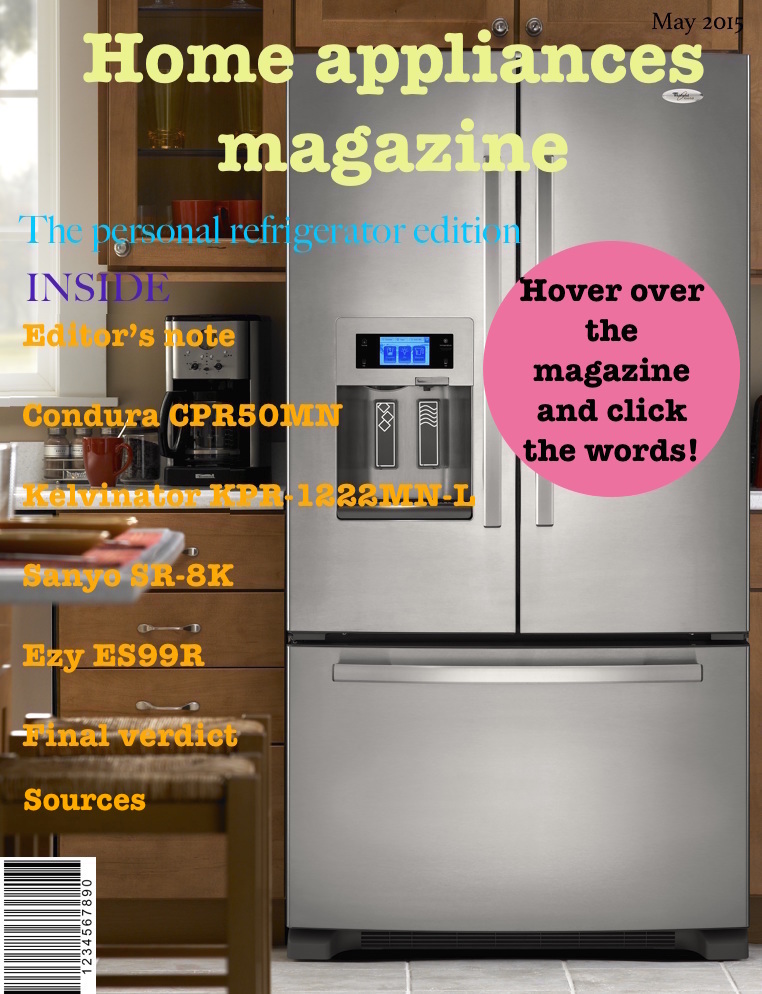 May 2015
Home appliances
magazine
The personal refrigerator edition
INSIDE
Editor's note
Hover over
the
magazine
and click
the words!
Condura CPR50MN
Kelvinator KPR-1222MN-L
Sanyo SR-8K
Ezy ES99R
Final verdict
Sources
1234567890